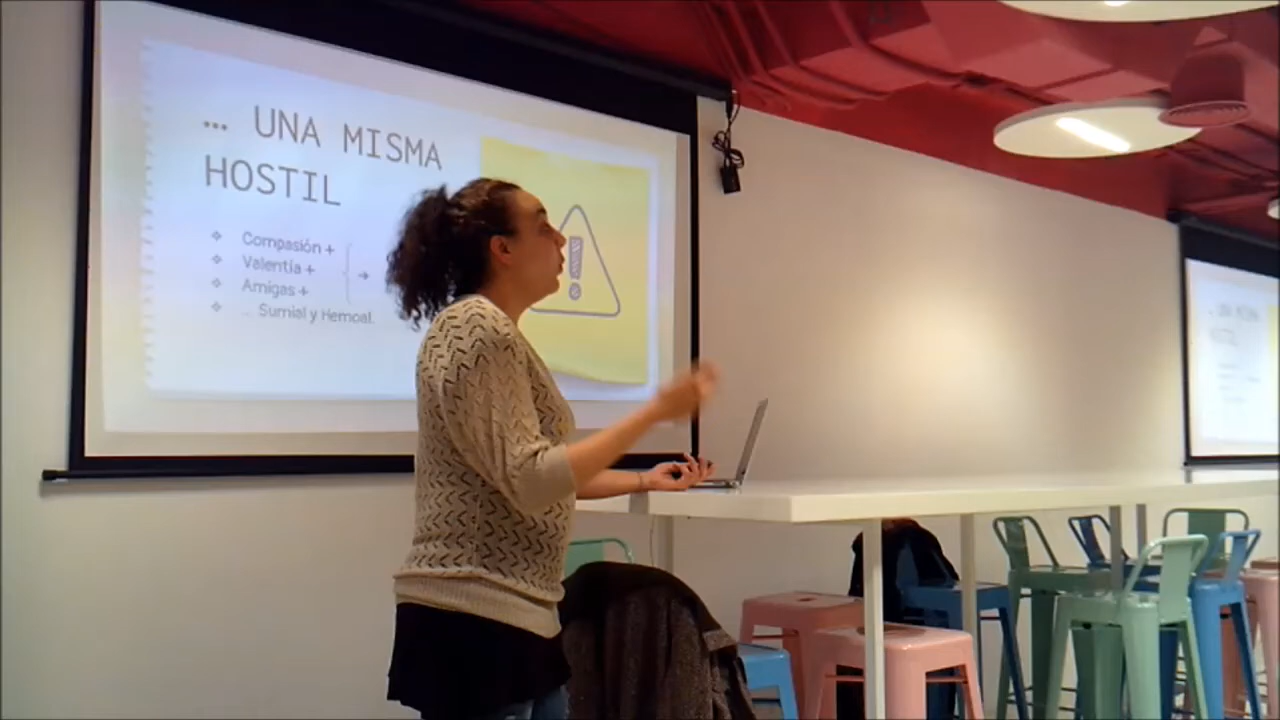 ... UNA MISMA
HOSTIL
❖ Compasión +
❖ Valentía +
❖ Amigas +
❖ ... Sumial y Hemoal.